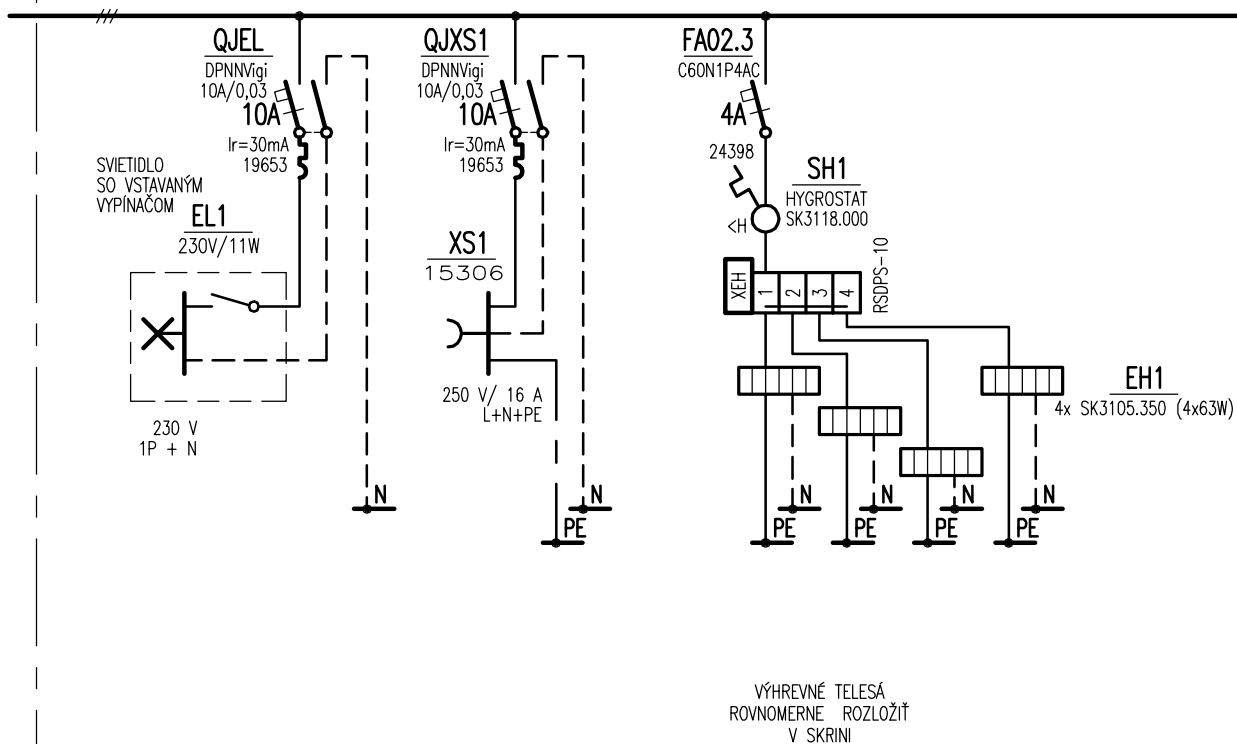 QJEL
DPNNVigi
10A/0,03
10A
Ir=30mA
19653
SVIETIDLO
SO VSTAVANÝM
VYPÍNAČOM
EL1
230V/11W
230 V
1P + N
N
QJXS1
DPNNVigi
10A/0,03
10A
Ir=30mA
19653
XS1
15306
250 V/ 16 A
L+N+PE
N
PE
FA02.3
C60N1P4AC
4A
24398
SH1
HYGROSTAT
SK3118.000
<H
XEH
1
2
3
4
RSDPS-10
EH1
4x SK3105.350 (4x63W)
N
N
N
N
PE
PE
PE
PE
VÝHREVNÉ TELESÁ
ROVNOMERNE ROZLOŽIŤ
V SKRINI